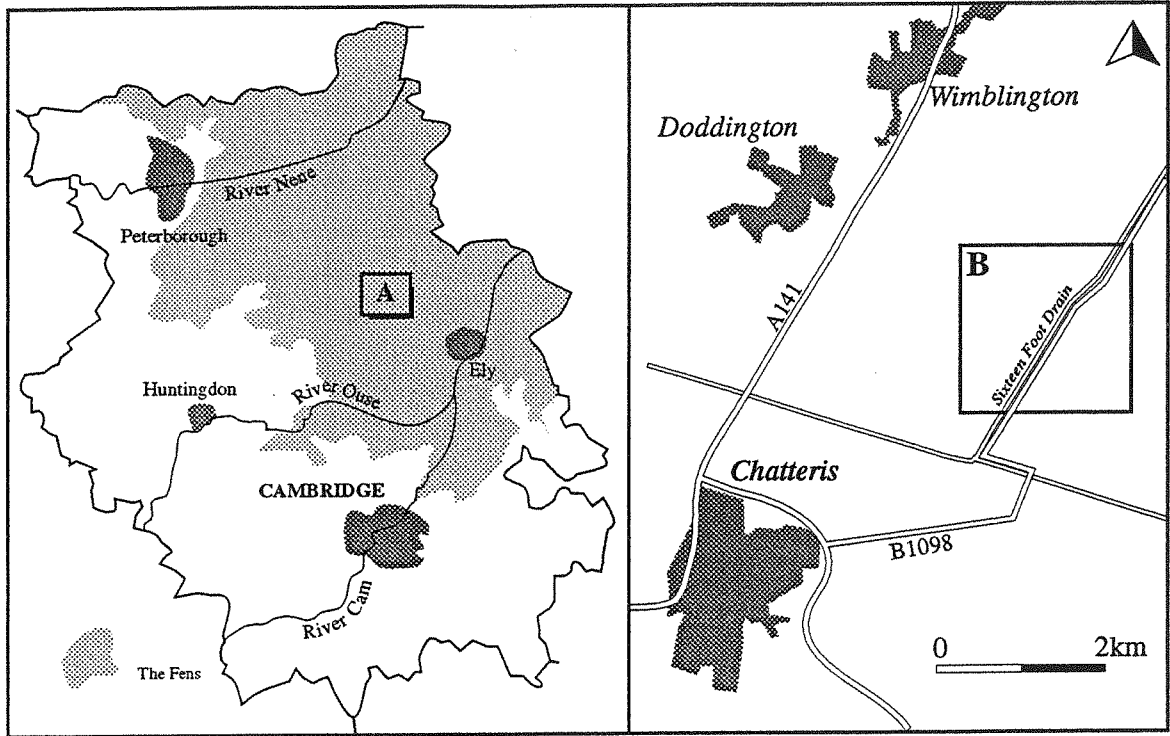 River Nene
Peterborough
A
Ely
Huntingdon
River Ouse
CAMBRIDGE
River Cam
The Fens
Wimblington
Doddington
B
A141
Sixteen Foot Drain
Chatteris
B1098
0 2km